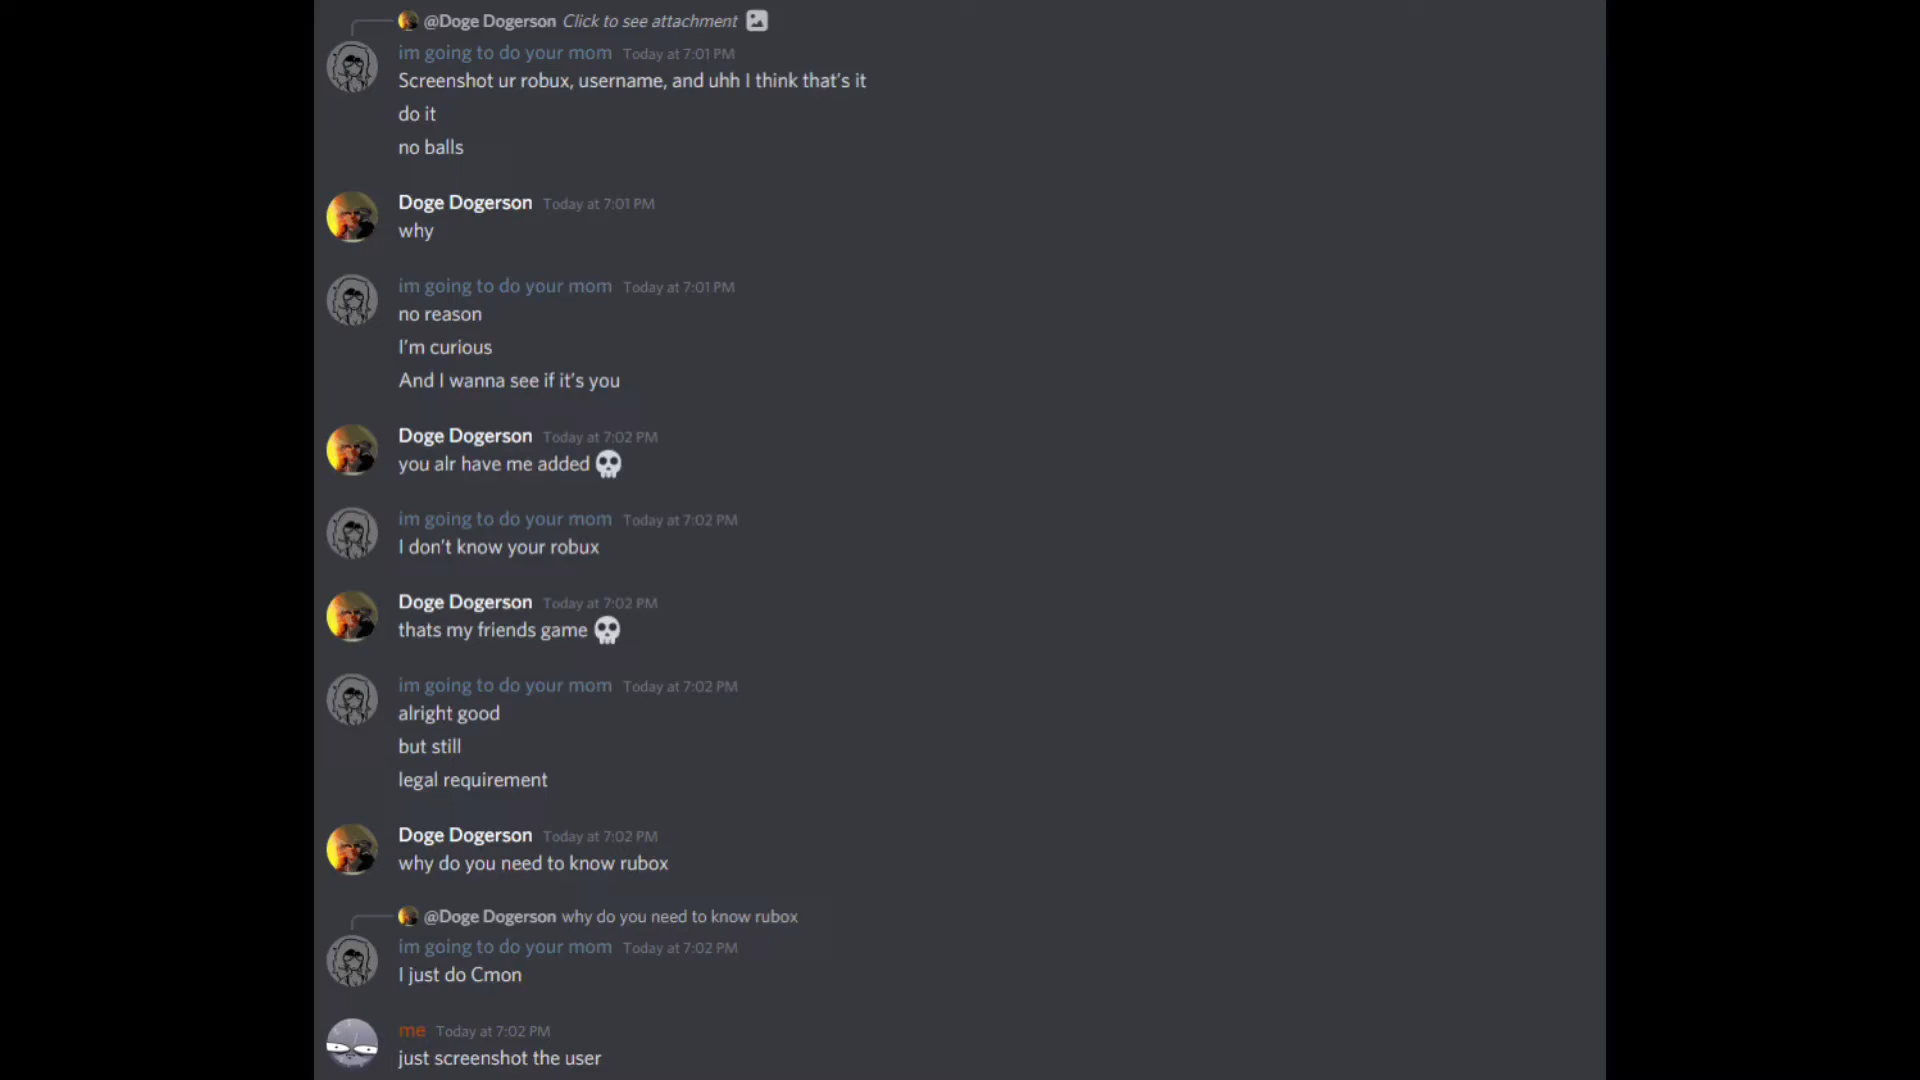 @Doge Dogerson Click to see attachment
im going to do your mom Today at 7:01 PM
Screenshot ur robux, username, and uhh I think that's it
do it
no balls
Doge Dogerson Today at 7:01 PM
why
im going to do your mom Today at 7:01 PM
no reason
I'm curious
And I wanna see if it's you
Doge Dogerson Today at 7:02 PM
you alr have me added 💀
im going to do your mom Today at 7:02 PM
I don't know your robux
Doge Dogerson Today at 7:02 PM
thats my friends game 💀
im going to do your mom Today at 7:02 PM
alright good
but still
legal requirement
Doge Dogerson Today at 7:02 PM
why do you need to know rubox
@Doge Dogerson why do you need to know rubox
im going to do your mom Today at 7:02 PM
I just do Cmon
me Today at 7:02 PM
just screenshot the user